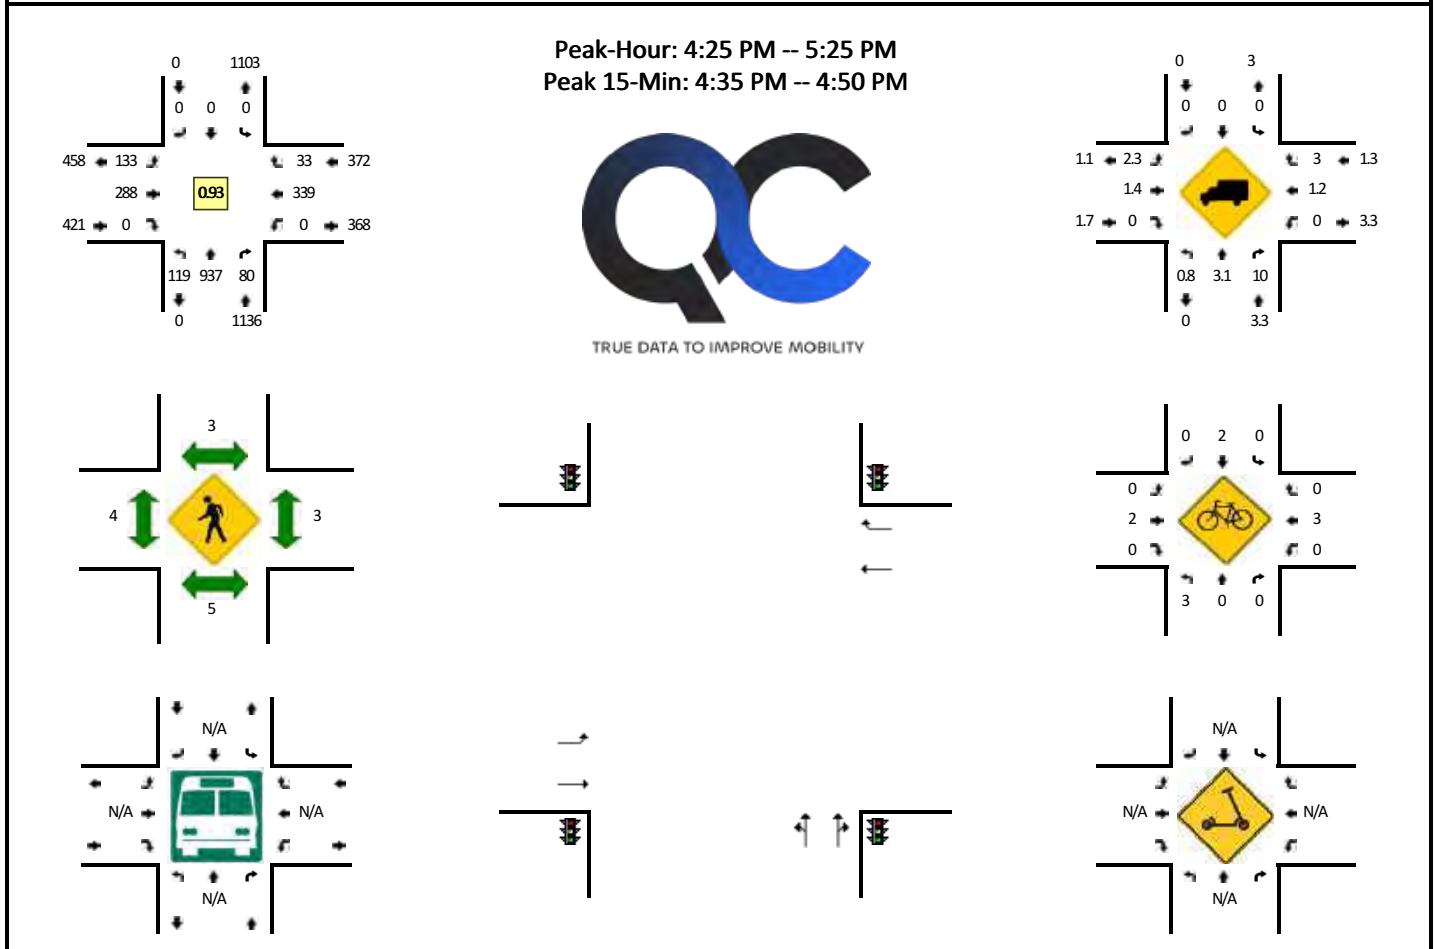 Peak-Hour: 4:25 PM -- 5:25 PM
Peak 15-Min: 4:35 PM -- 4:50 PM
0 1103
0 0 0
458 133 33 372
288 0.93 339
421 0 0 368
119 937 80
0 1136
QC
TRUE DATA TO IMPROVE MOBILITY
0 3
0 0 0
1.1 2.3 3 1.3
1.4 1.2
1.7 0 0 3.3
0.8 3.1 10
0 3.3
3
4 3
5
0 2 0
0 0
2 3
0 0
3 0 0
N/A
N/A N/A
N/A
N/A
N/A N/A
N/A